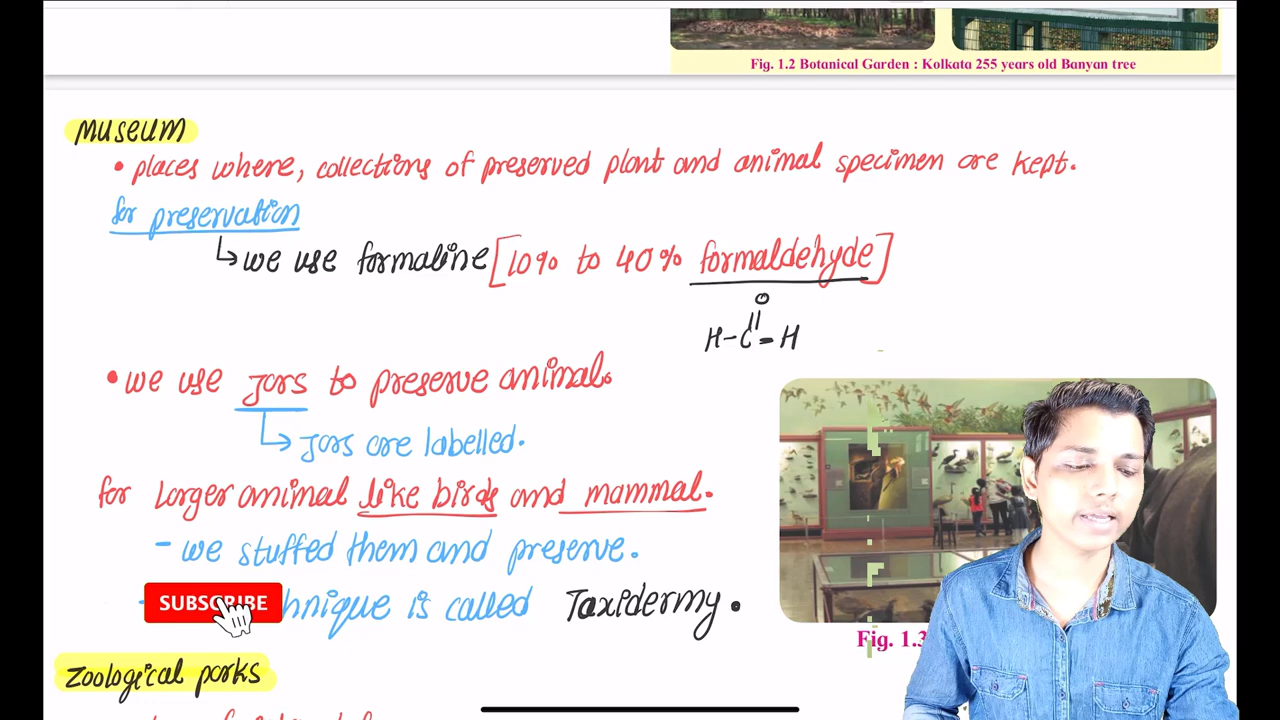 Fig. 1.2 Botanical Garden : Kolkata 255 years old Banyan tree
Museum
• places where, collections of preserved plant and animal specimen are kept.
for preservation
↳ we use formaline [10% to 40% formaldehyde]
O
||
H-C-H
• we use Jars to preserve animal.
↳ Jars are labelled.
for larger animal like birds and mammal.
- we stuffed them and preserve.
- SUBSCRIBE hnique is called Taxidermy.
Fig. 1.3
Zoological parks